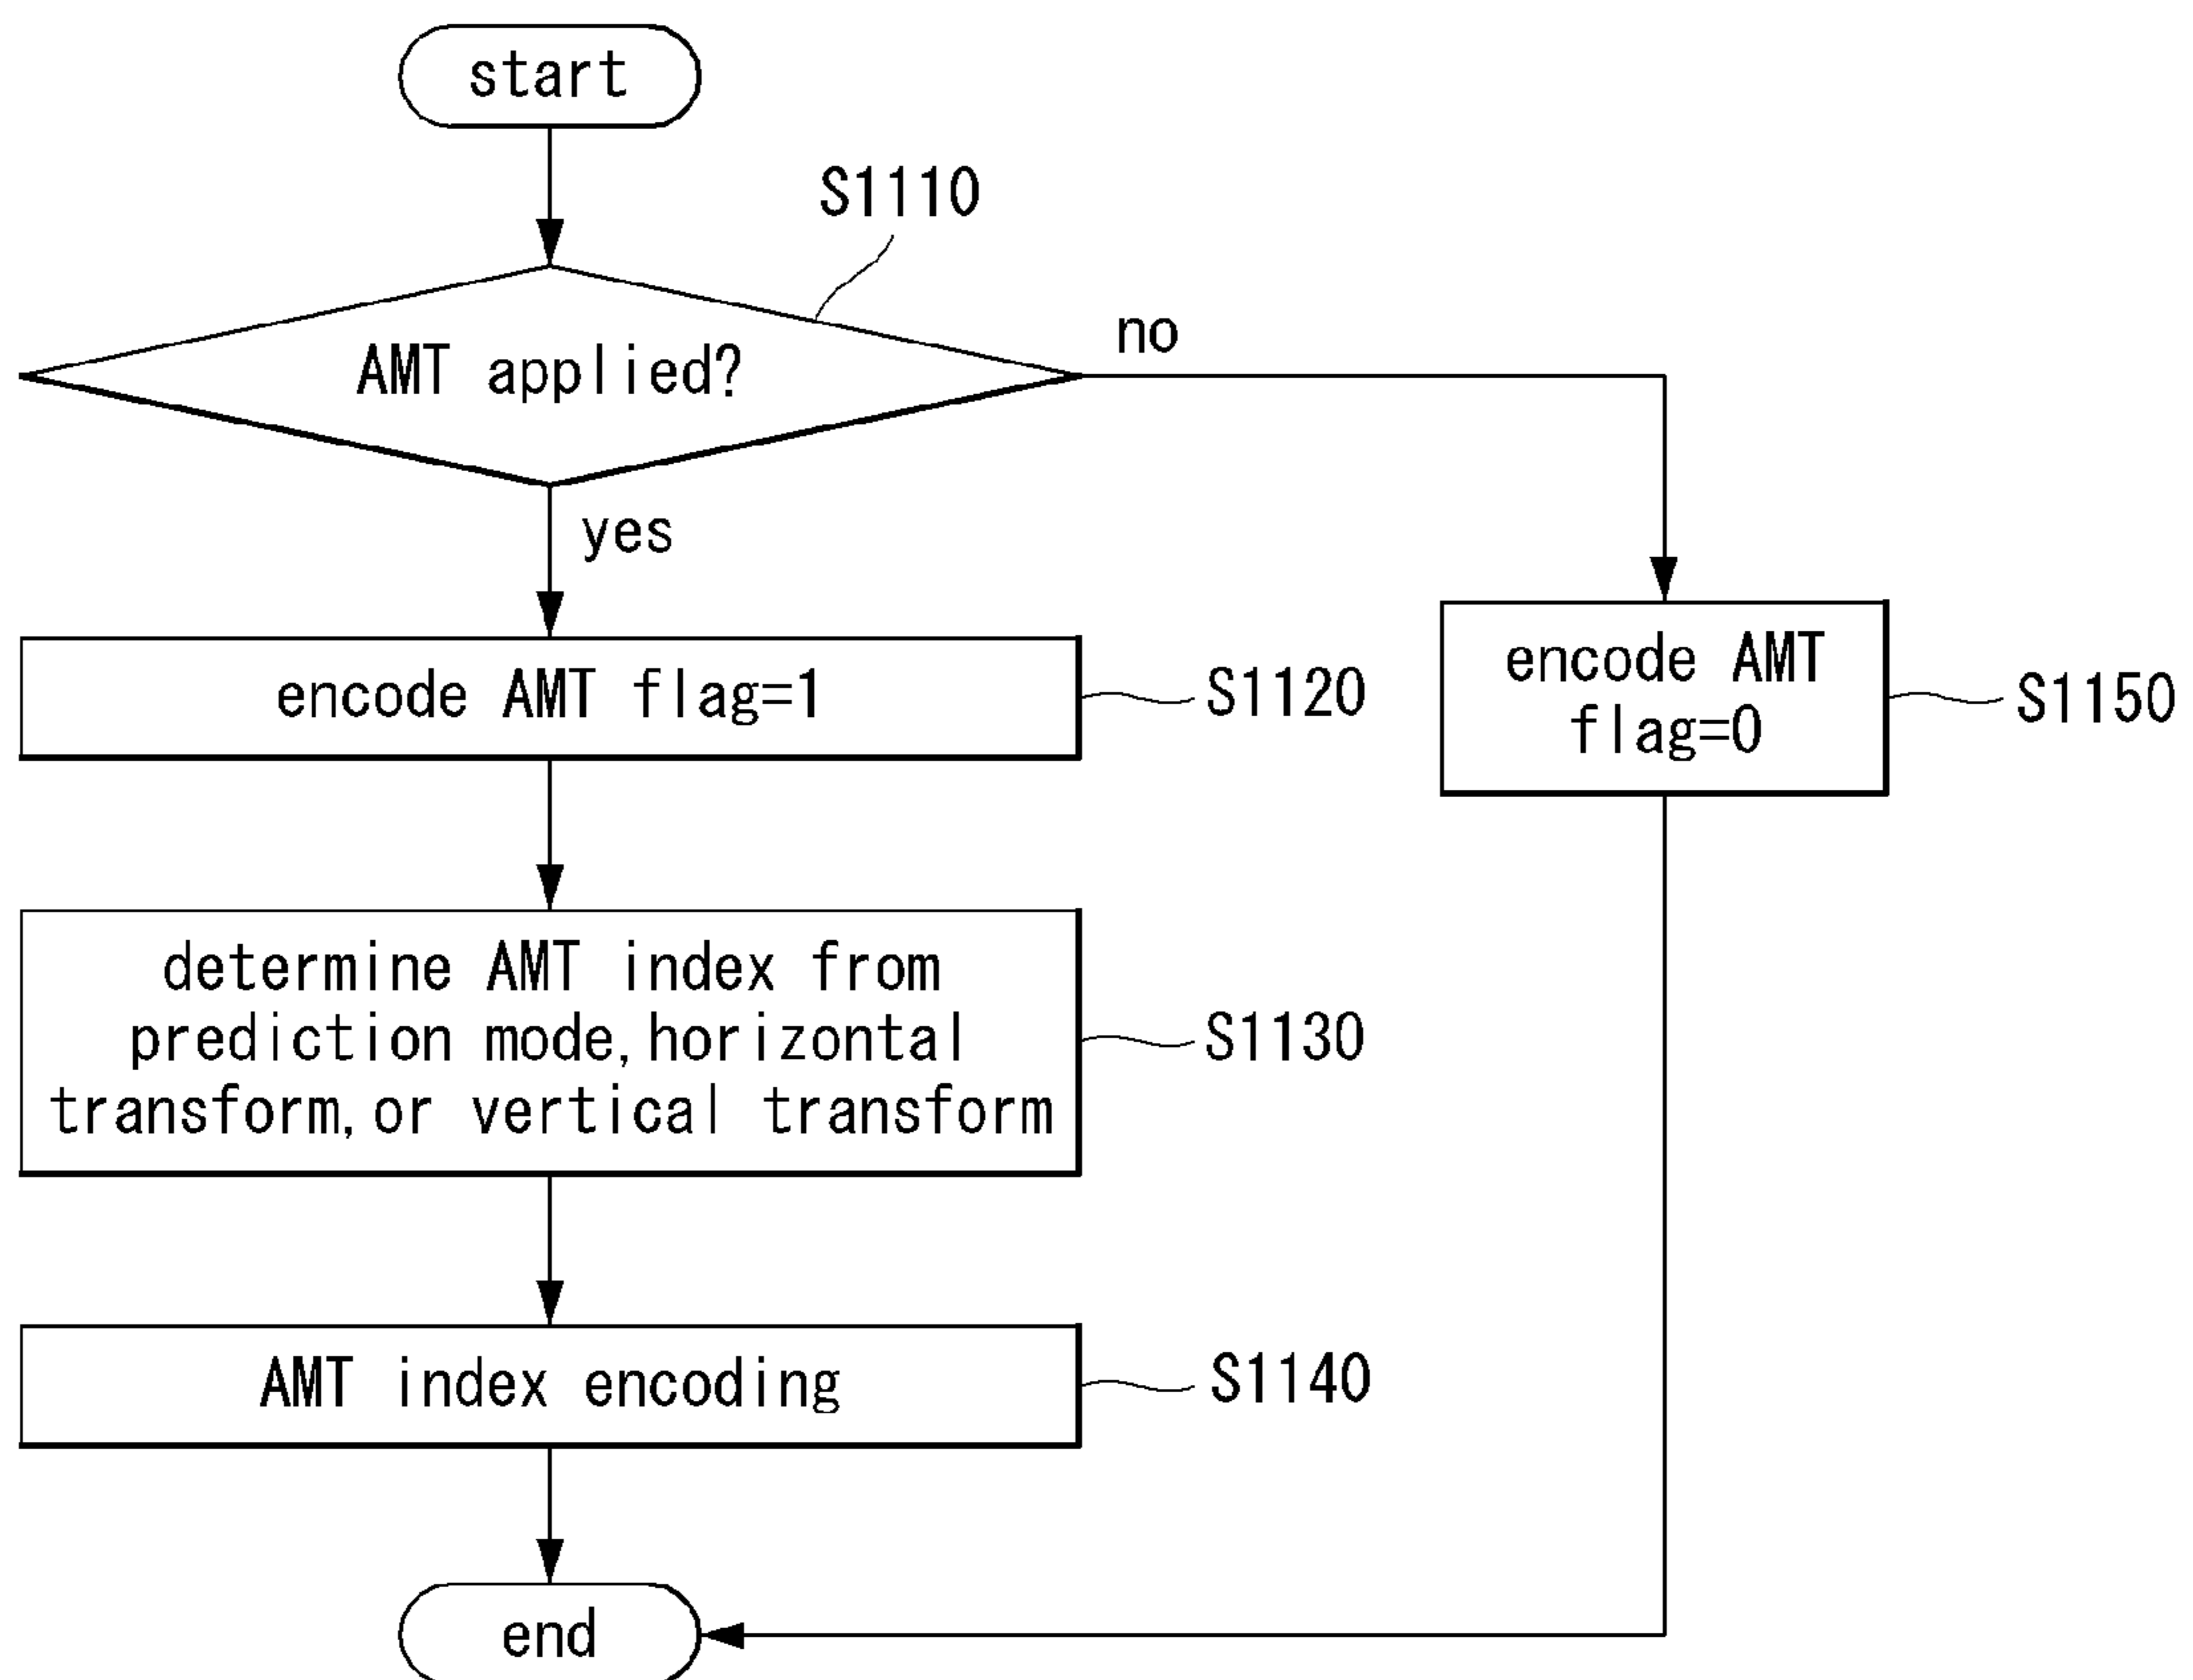 start
S1110
AMT applied?
no
yes
encode AMT flag=1
S1120
encode AMT
flag=0
S1150
determine AMT index from
prediction mode, horizontal
transform, or vertical transform
S1130
AMT index encoding
S1140
end